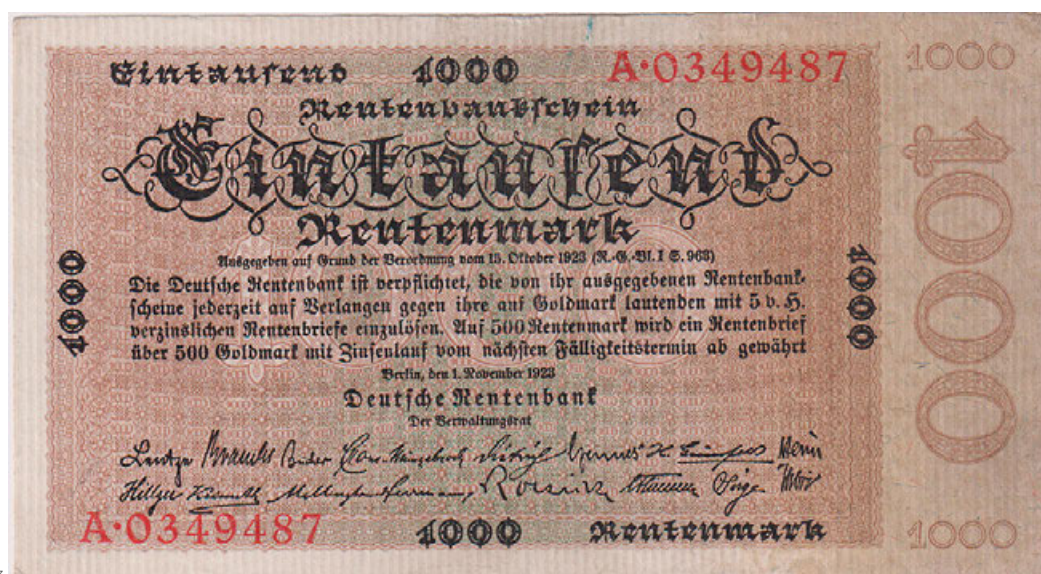 Eintausend 1000 A·0349487 1000
Rentenbankschein
Eintausend
Rentenmark
Ausgegeben auf Grund der Verordnung vom 15. Oktober 1923 (R.-G.-Bl. I S. 963)
Die Deutsche Rentenbank ist verpflichtet, die von ihr ausgegebenen Rentenbank-
scheine jederzeit auf Verlangen gegen ihre auf Goldmark lautenden mit 5 v. H.
verzinslichen Rentenbriefe einzulösen. Auf 500 Rentenmark wird ein Rentenbrief
über 500 Goldmark mit Zinsenlauf vom nächsten Fälligkeitstermin ab gewährt
Berlin, den 1. November 1923
Deutsche Rentenbank
Der Verwaltungsrat
Lentze
A·0349487 1000 Rentenmark 1000
1000
1000
1000